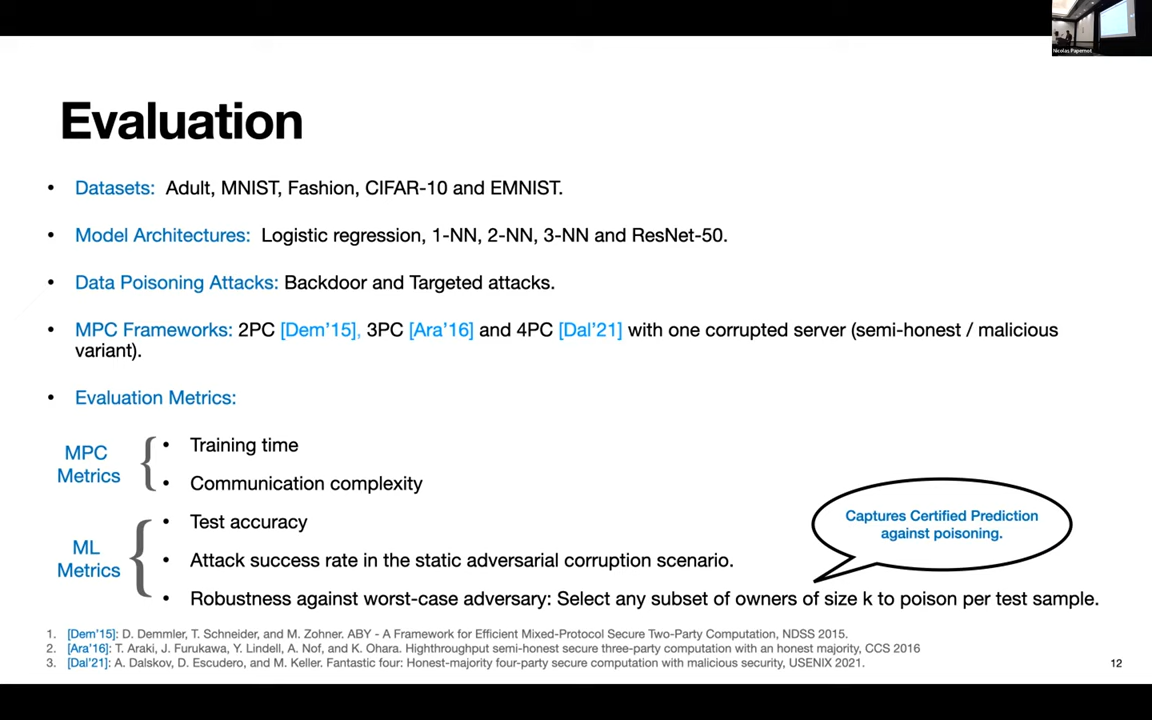 Nicolas Papernot
Evaluation
• Datasets: Adult, MNIST, Fashion, CIFAR-10 and EMNIST.
• Model Architectures: Logistic regression, 1-NN, 2-NN, 3-NN and ResNet-50.
• Data Poisoning Attacks: Backdoor and Targeted attacks.
• MPC Frameworks: 2PC [Dem'15], 3PC [Ara'16] and 4PC [Dal'21] with one corrupted server (semi-honest / malicious
variant).
• Evaluation Metrics:
MPC
Metrics
• Training time
• Communication complexity
ML
Metrics
• Test accuracy
• Attack success rate in the static adversarial corruption scenario.
• Robustness against worst-case adversary: Select any subset of owners of size k to poison per test sample.
Captures Certified Prediction
against poisoning.
1. [Dem'15]: D. Demmler, T. Schneider, and M. Zohner. ABY - A Framework for Efficient Mixed-Protocol Secure Two-Party Computation, NDSS 2015.
2. [Ara'16]: T. Araki, J. Furukawa, Y. Lindell, A. Nof, and K. Ohara. Highthroughput semi-honest secure three-party computation with an honest majority, CCS 2016
3. [Dal'21]: A. Dalskov, D. Escudero, and M. Keller. Fantastic four: Honest-majority four-party secure computation with malicious security, USENIX 2021.
12